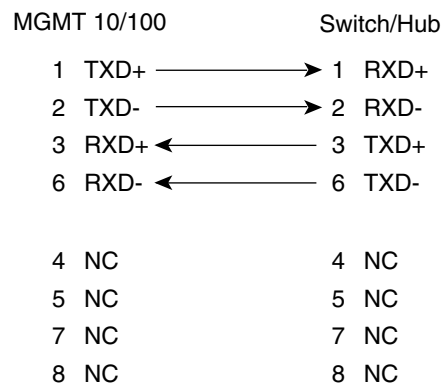 MGMT 10/100 Switch/Hub
1 TXD+ 1 RXD+
2 TXD- 2 RXD-
3 RXD+ 3 TXD+
6 RXD- 6 TXD-
4 NC 4 NC
5 NC 5 NC
7 NC 7 NC
8 NC 8 NC